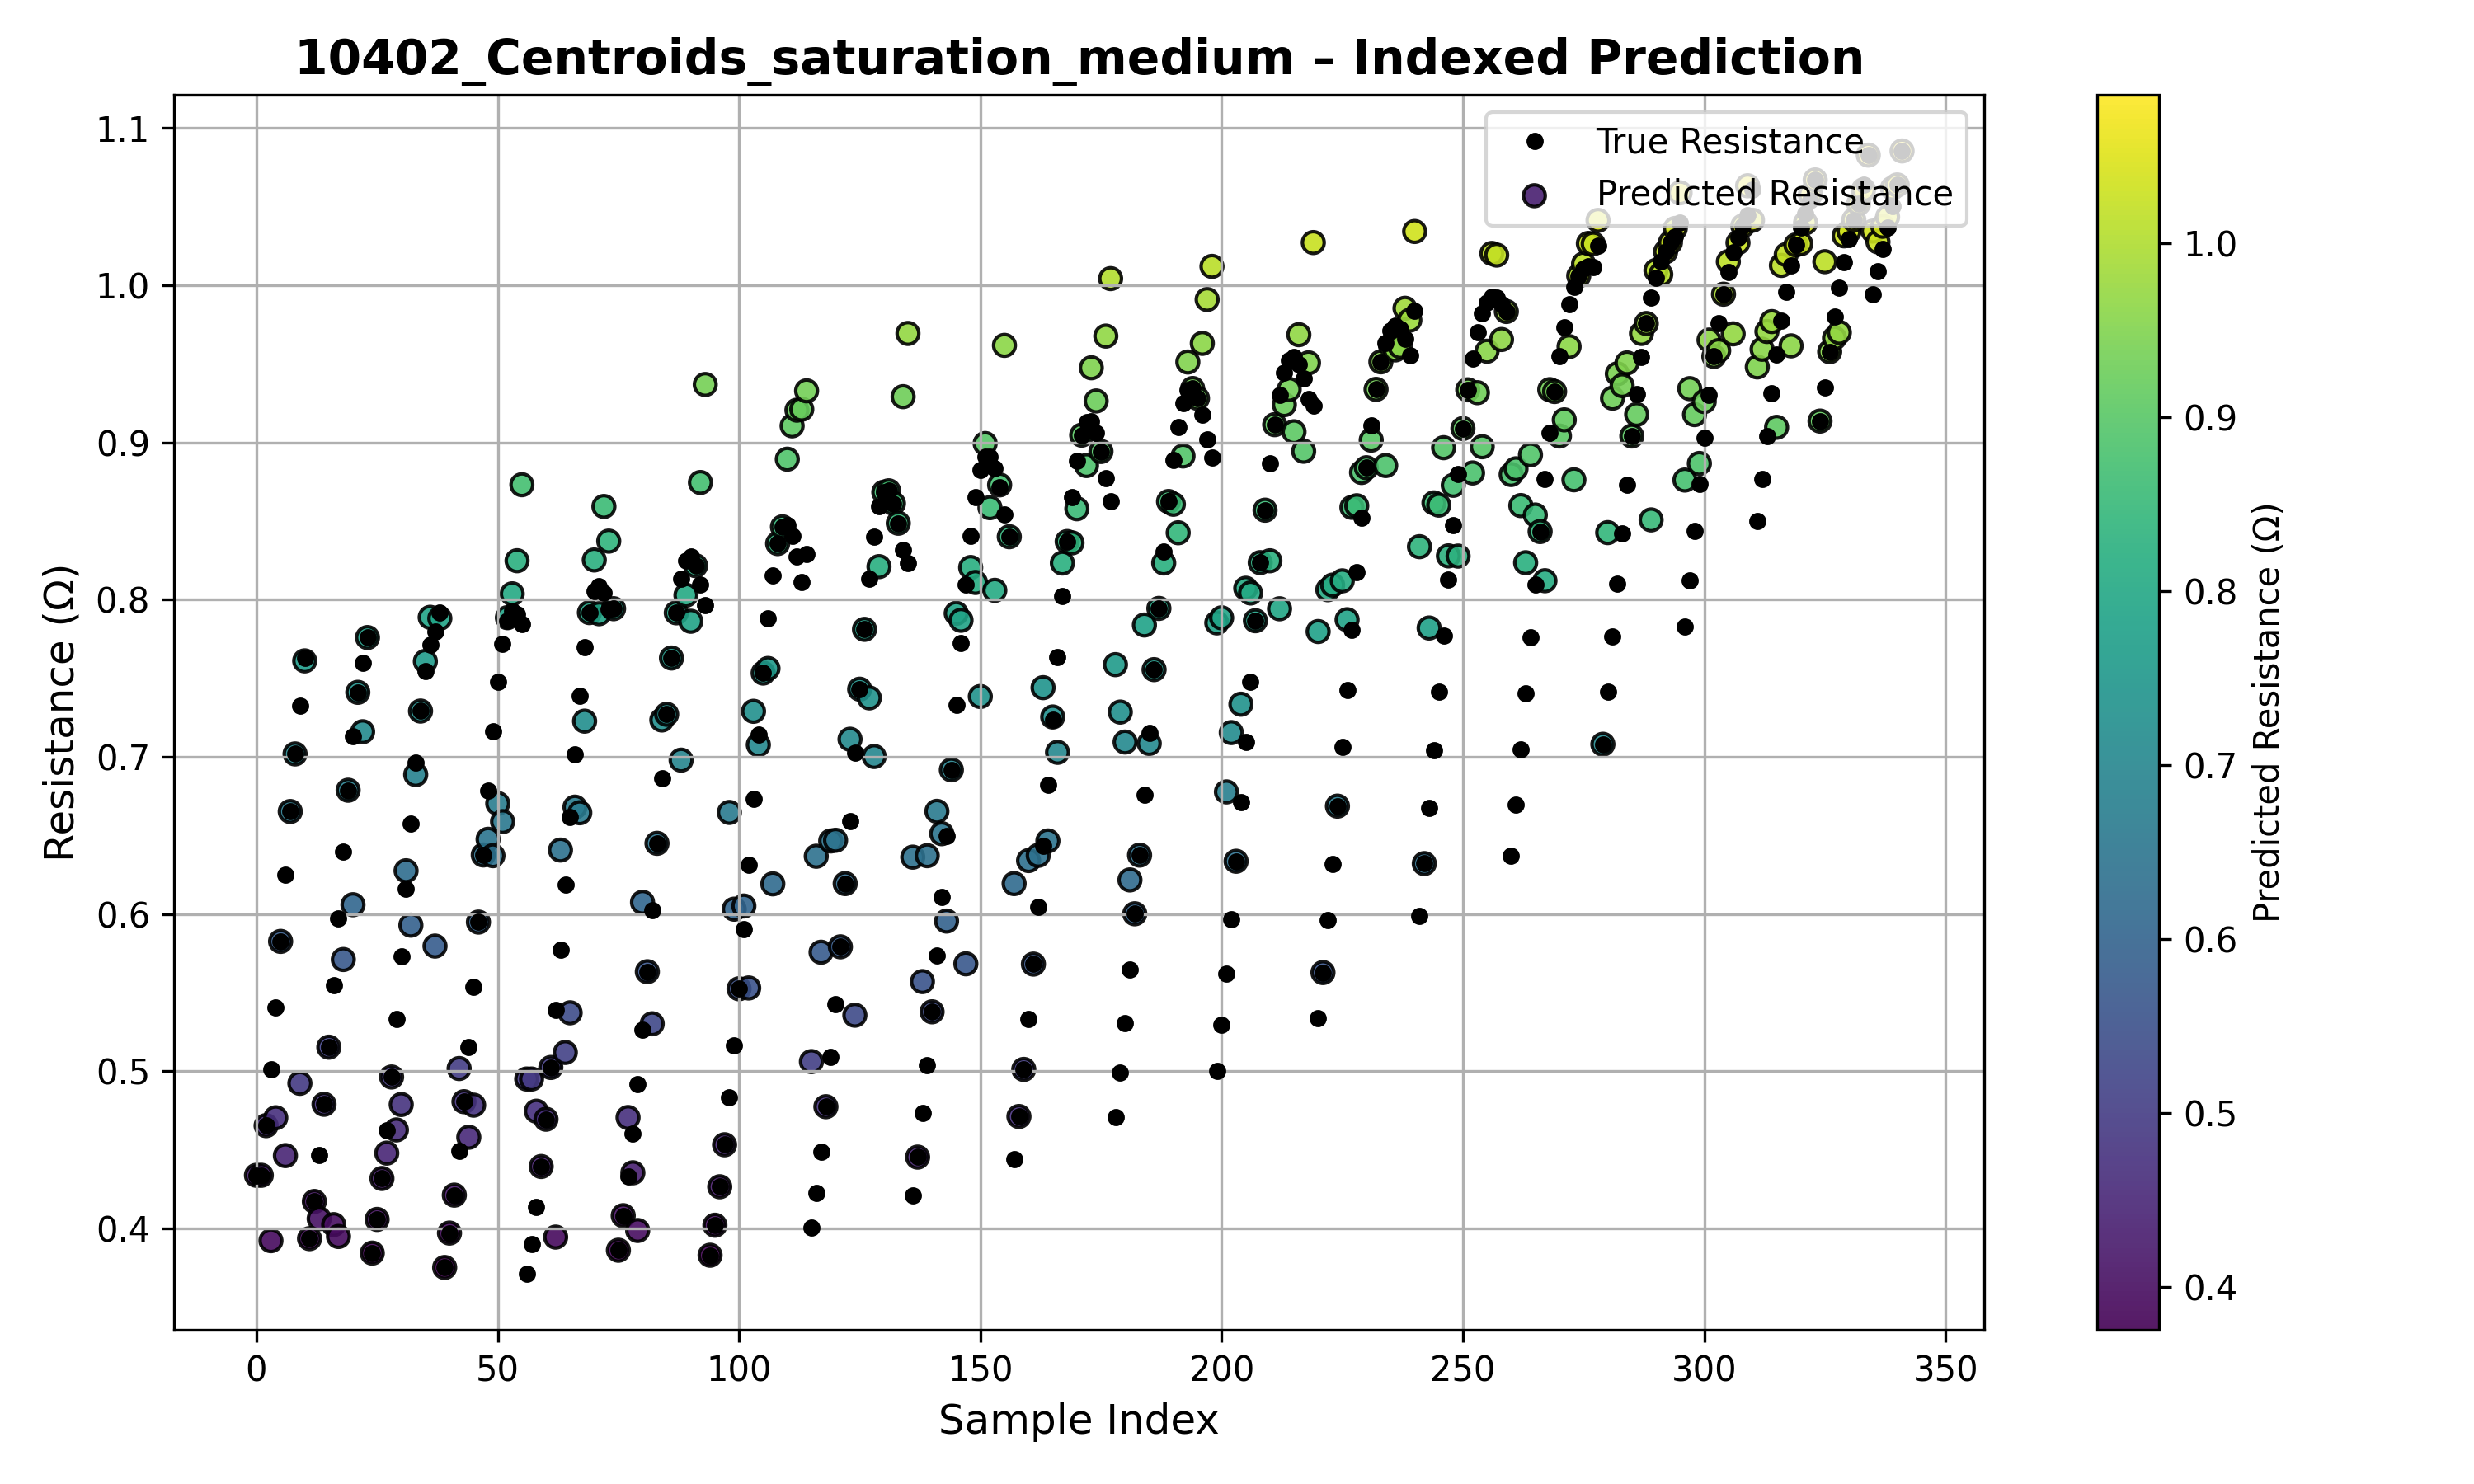 10402_Centroids_saturation_medium – Indexed Prediction
True Resistance
Predicted Resistance
1.1
1.0
0.9
0.8
0.7
0.6
0.5
0.4
Resistance (Ω)
0 50 100 150 200 250 300 350
Sample Index
1.0
0.9
0.8
0.7
0.6
0.5
0.4
Predicted Resistance (Ω)